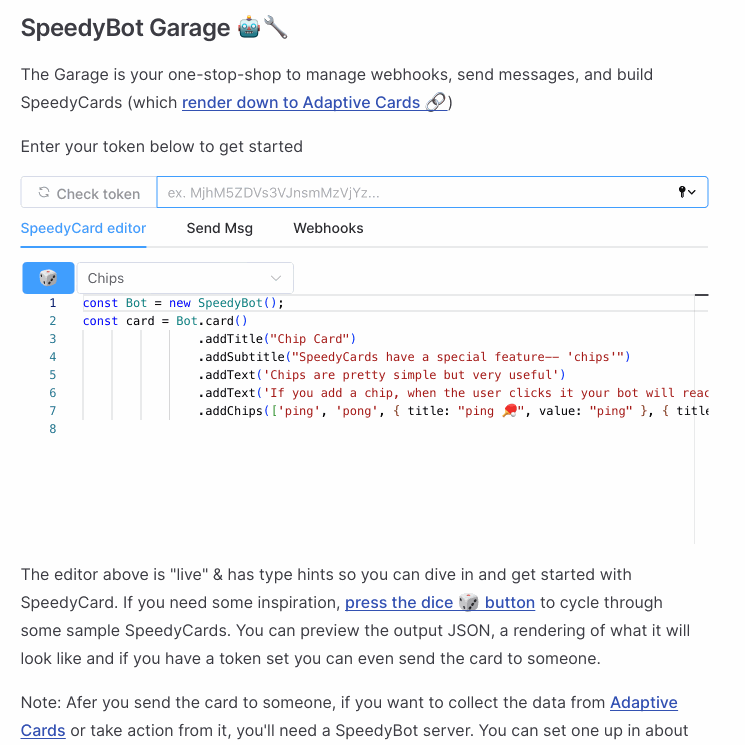 SpeedyBot Garage 🤖🔧
The Garage is your one-stop-shop to manage webhooks, send messages, and build
SpeedyCards (which render down to Adaptive Cards 🔗)
Enter your token below to get started
Check token ex. MjhM5ZDVs3VJnsmMzVjYz...
SpeedyCard editor Send Msg Webhooks
🎲 Chips
1 const Bot = new SpeedyBot();
2 const card = Bot.card()
3 .addTitle("Chip Card")
4 .addSubtitle("SpeedyCards have a special feature—— 'chips'")
5 .addText('Chips are pretty simple but very useful')
6 .addText('If you add a chip, when the user clicks it your bot will reac
7 .addChips(['ping', 'pong', { title: "ping 🏓", value: "ping" }, { title
8
The editor above is "live" & has type hints so you can dive in and get started with
SpeedyCard. If you need some inspiration, press the dice 🎲 button to cycle through
some sample SpeedyCards. You can preview the output JSON, a rendering of what it will
look like and if you have a token set you can even send the card to someone.
Note: Afer you send the card to someone, if you want to collect the data from Adaptive
Cards or take action from it, you'll need a SpeedyBot server. You can set one up in about